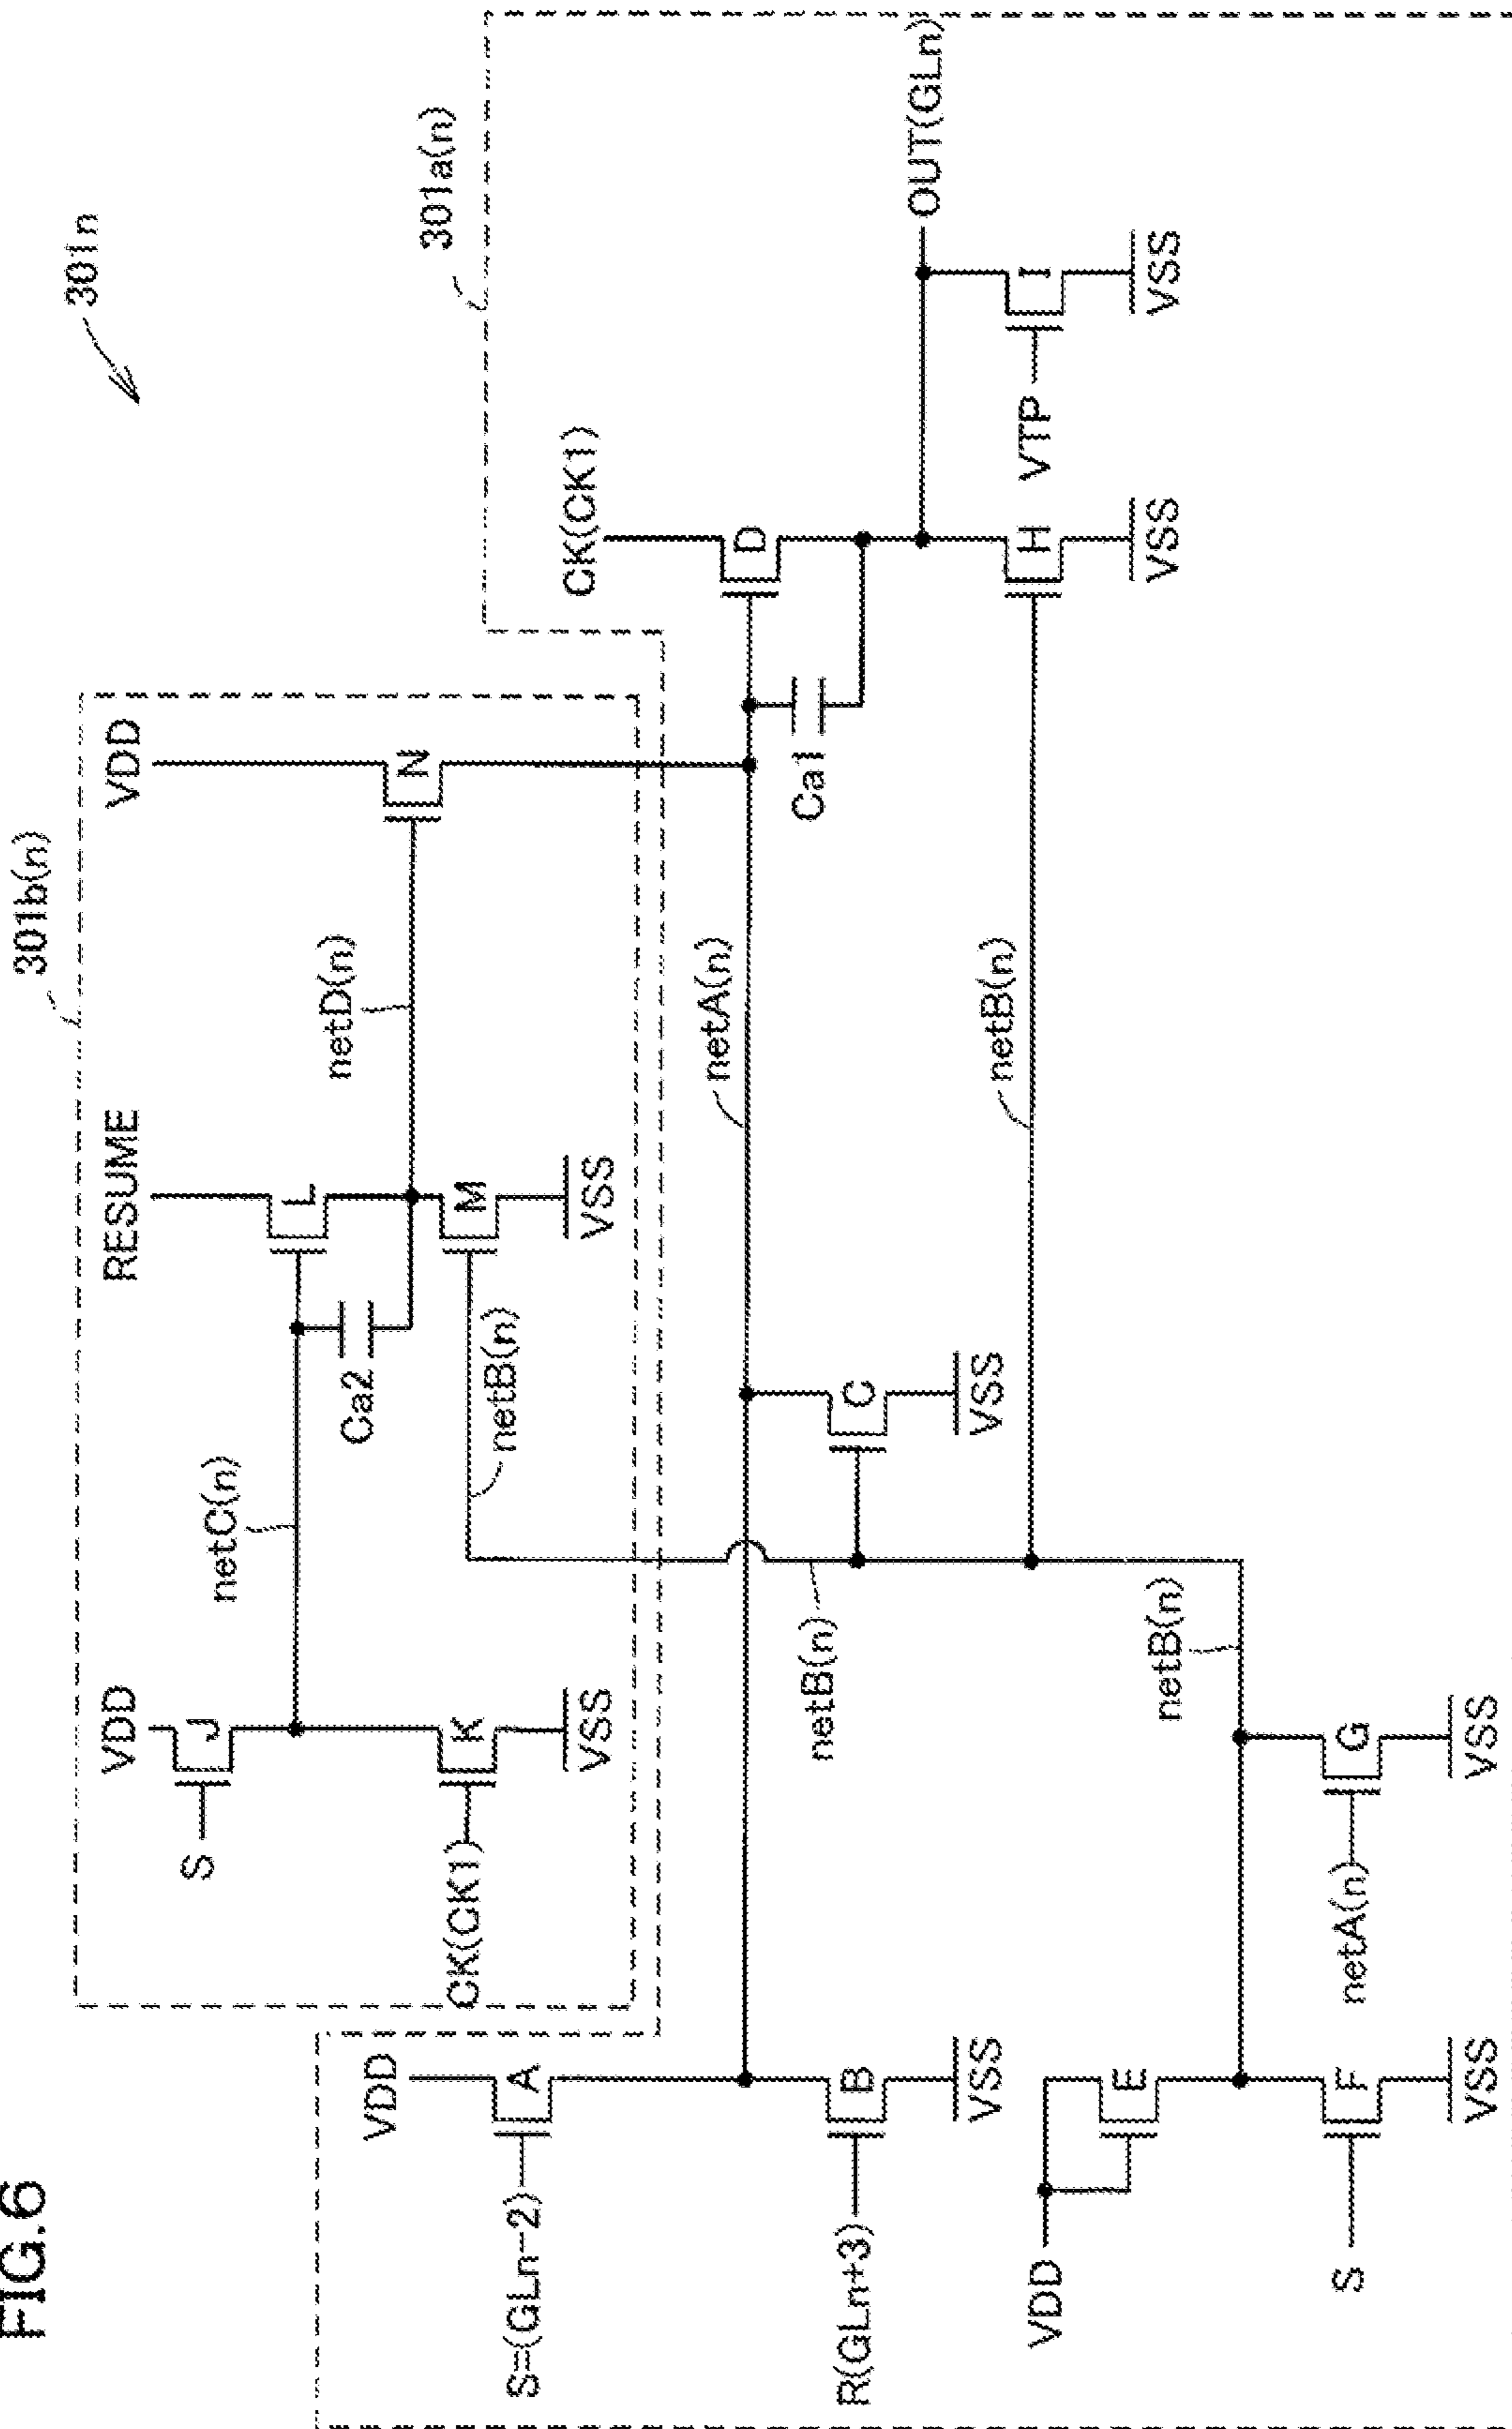 FIG.6
301n
301b(n)
301a(n)
VDD
RESUME
VDD
S
J
netC(n)
L
netD(n)
N
Ca2
CK(CK1)
K
VSS
netB(n)
M
VSS
VDD
S=(GLn-2)
A
netA(n)
CK(CK1)
D
Ca1
OUT(GLn)
R(GLn+3)
B
VSS
netB(n)
C
VSS
netB(n)
H
VSS
VTP
I
VSS
VDD
E
netB(n)
S
F
VSS
netA(n)
G
VSS